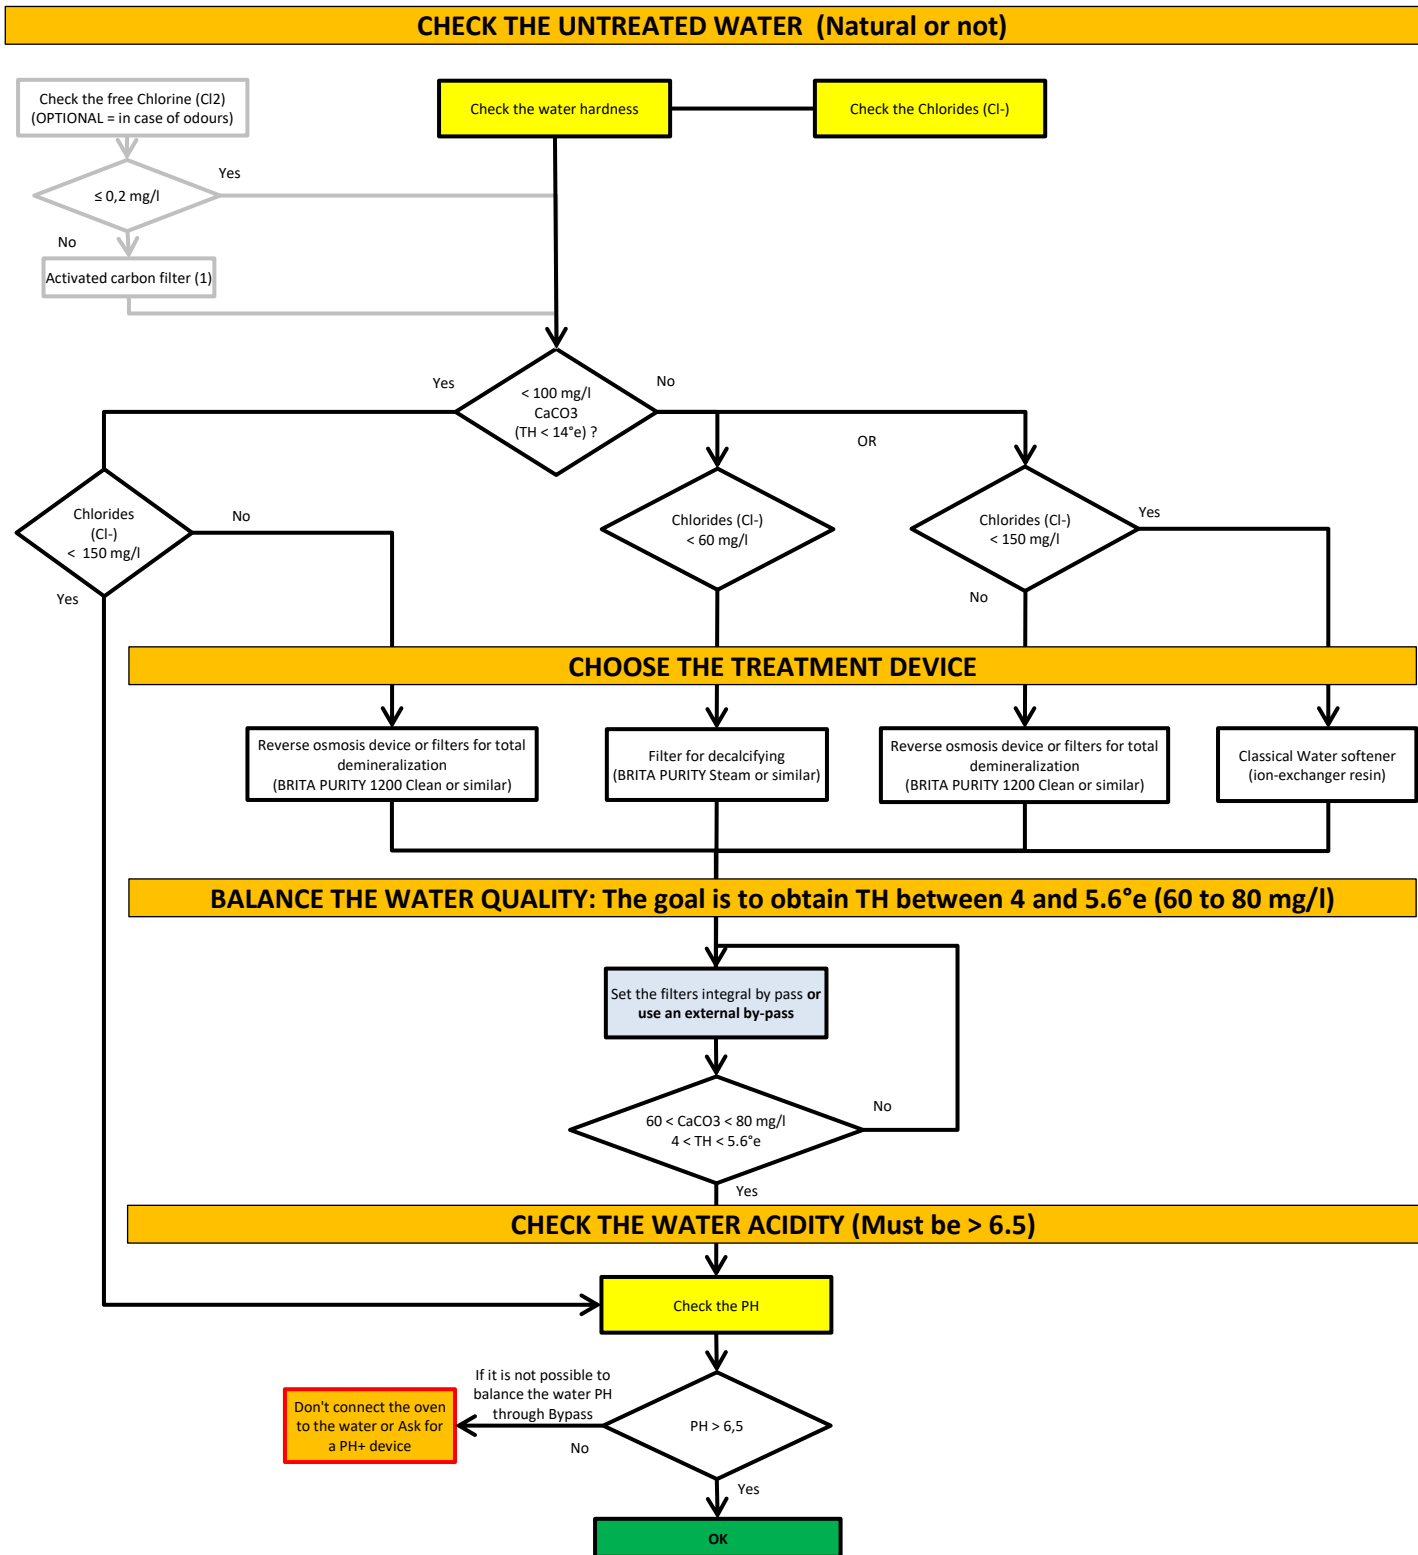 CHECK THE UNTREATED WATER (Natural or not)
Check the free Chlorine (Cl2)
(OPTIONAL = in case of odours)
Check the water hardness
Check the Chlorides (Cl-)
Yes
≤ 0,2 mg/l
No
Activated carbon filter (1)
Yes
No
< 100 mg/l
CaCO3
(TH < 14°e) ?
OR
Chlorides
(Cl-)
< 150 mg/l
No
Yes
Chlorides (Cl-)
< 60 mg/l
Chlorides (Cl-)
< 150 mg/l
Yes
No
CHOOSE THE TREATMENT DEVICE
Reverse osmosis device or filters for total
demineralization
(BRITA PURITY 1200 Clean or similar)
Filter for decalcifying
(BRITA PURITY Steam or similar)
Reverse osmosis device or filters for total
demineralization
(BRITA PURITY 1200 Clean or similar)
Classical Water softener
(ion-exchanger resin)
BALANCE THE WATER QUALITY: The goal is to obtain TH between 4 and 5.6°e (60 to 80 mg/l)
Set the filters integral by pass or
use an external by-pass
60 < CaCO3 < 80 mg/l
4 < TH < 5.6°e
No
Yes
CHECK THE WATER ACIDITY (Must be > 6.5)
Check the PH
If it is not possible to
balance the water PH
through Bypass
Don't connect the oven
to the water or Ask for
a PH+ device
PH > 6,5
No
Yes
OK